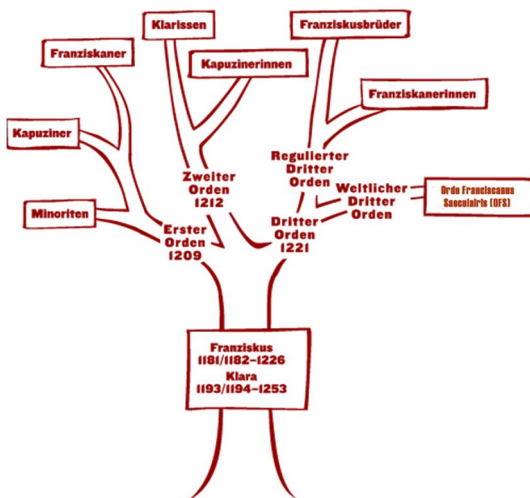 Klarissen
Franziskusbrüder
Franziskaner
Kapuzinerinnen
Franziskanerinnen
Kapuziner
Regulierter
Dritter
Orden
Zweiter
Orden
1212
Weltlicher
Dritter
Orden
Ordo Franciscanus
Saeculairis (OFS)
Minoriten
Erster
Orden
1209
Dritter
Orden
1221
Franziskus
1181/1182–1226
Klara
1193/1194–1253